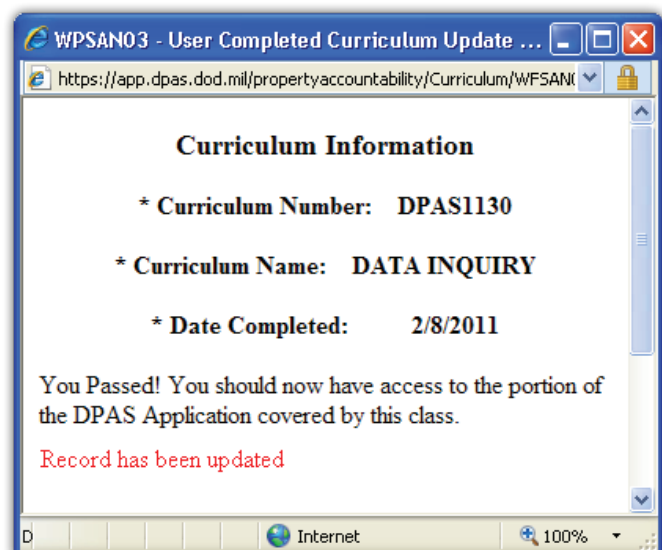 WPSAN03 - User Completed Curriculum Update ...
https://app.dpas.dod.mil/propertyaccountability/Curriculum/WFSAN(
Curriculum Information
* Curriculum Number: DPAS1130
* Curriculum Name: DATA INQUIRY
* Date Completed: 2/8/2011
You Passed! You should now have access to the portion of
the DPAS Application covered by this class.
Record has been updated
D Internet 100%